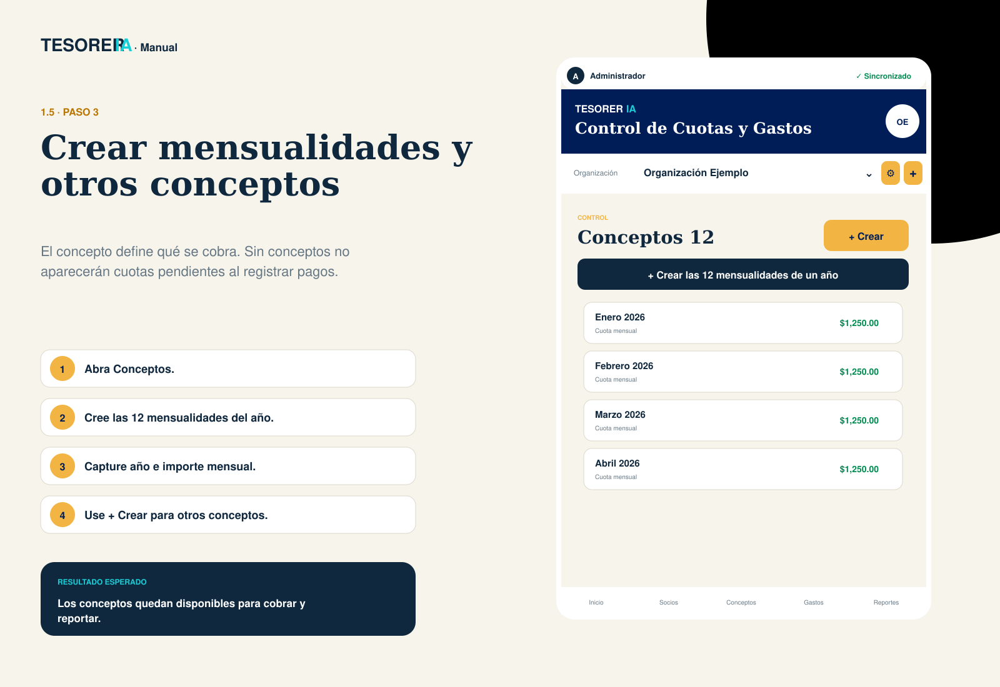 TESORERIA · Manual
1.5 · PASO 3
Crear mensualidades y
otros conceptos
El concepto define qué se cobra. Sin conceptos no
aparecerán cuotas pendientes al registrar pagos.
1 Abra Conceptos.
2 Cree las 12 mensualidades del año.
3 Capture año e importe mensual.
4 Use + Crear para otros conceptos.
RESULTADO ESPERADO
Los conceptos quedan disponibles para cobrar y
reportar.
A Administrador ✓ Sincronizado
TESORER IA
Control de Cuotas y Gastos
OE
Organización Organización Ejemplo ⌄ ⚙ +
CONTROL
Conceptos 12
+ Crear
+ Crear las 12 mensualidades de un año
Enero 2026
Cuota mensual
$1,250.00
Febrero 2026
Cuota mensual
$1,250.00
Marzo 2026
Cuota mensual
$1,250.00
Abril 2026
Cuota mensual
$1,250.00
Inicio Socios Conceptos Gastos Reportes